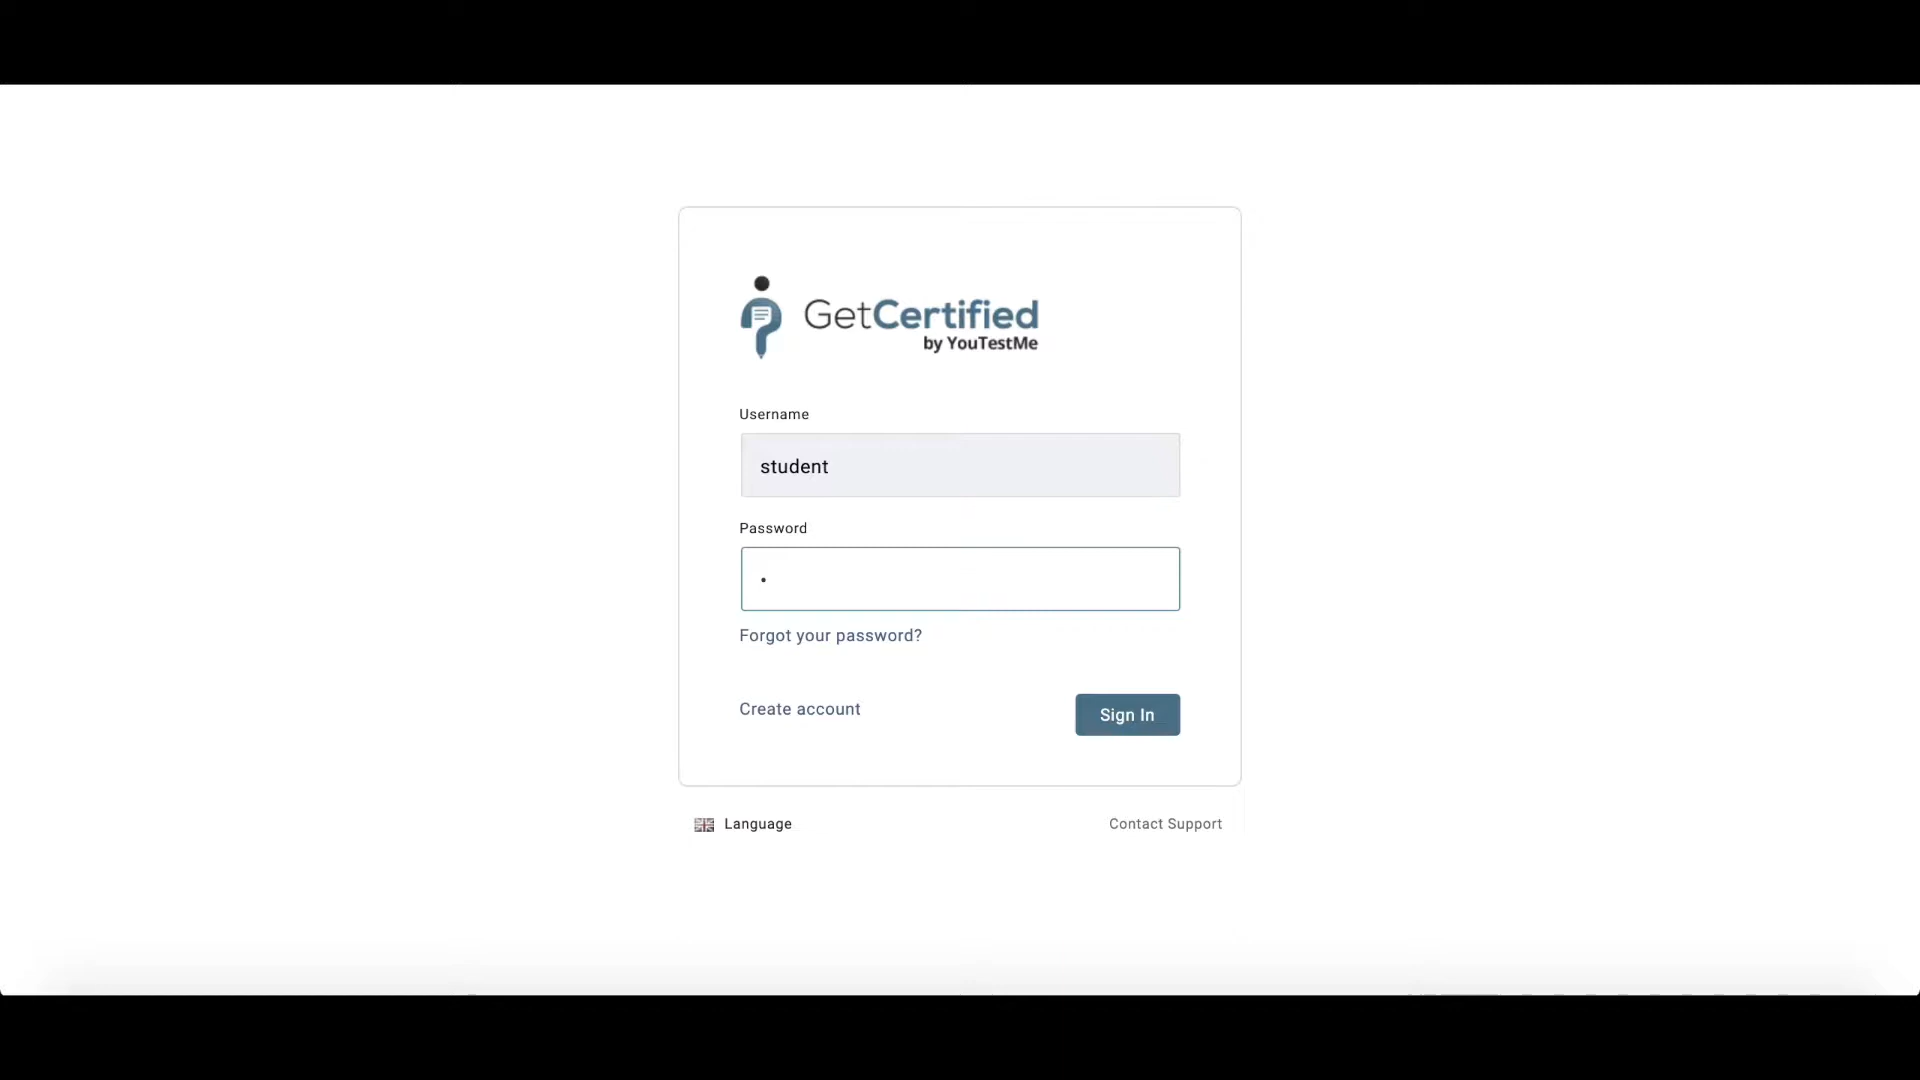 GetCertified
by YouTestMe
Username
student
Password
•
Forgot your password?
Create account
Sign In
Language
Contact Support